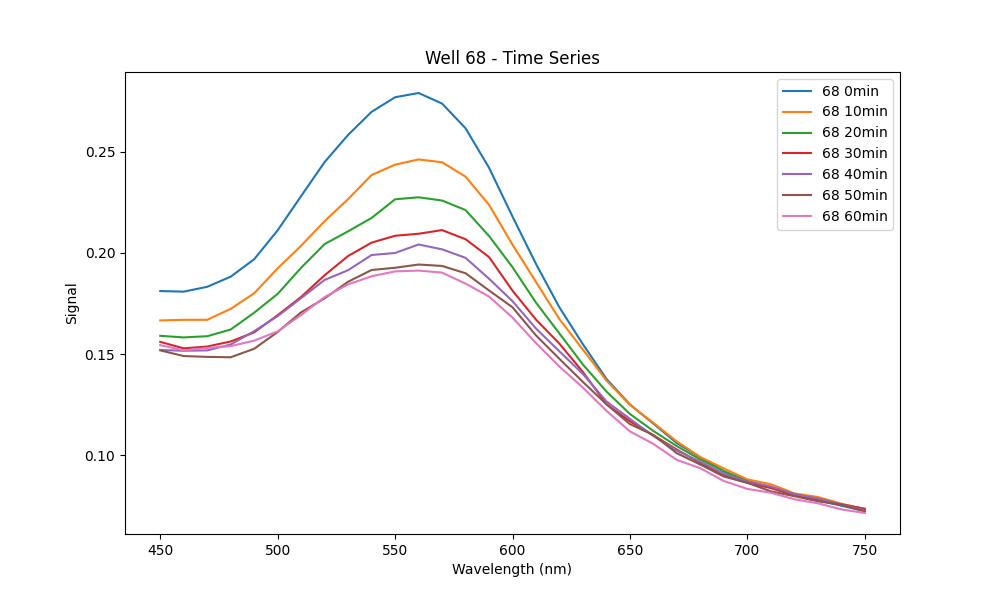 Well 68 - Time Series
68 0min
68 10min
68 20min
68 30min
68 40min
68 50min
68 60min
Signal
0.25
0.20
0.15
0.10
450 500 550 600 650 700 750
Wavelength (nm)